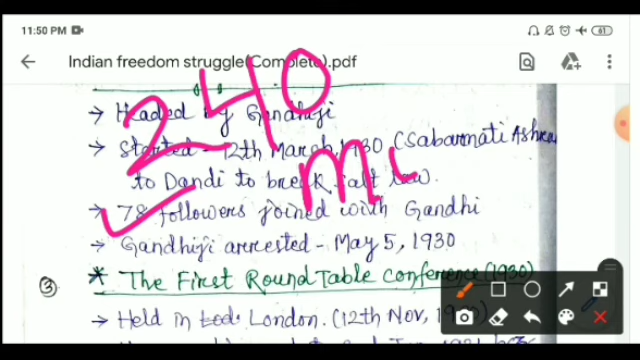 11:50 PM
61
Indian freedom struggle(Complete).pdf
→ Headed by Gandhiji
→ Started - 12th March, 1930 (Sabarmati Ashram
to Dandi to break salt law.
→ 78 followers joined with Gandhi
→ Gandhiji arrested - May 5, 1930
③ * The First Round Table Conference (1930)
→ Held in London. (12th Nov,
240